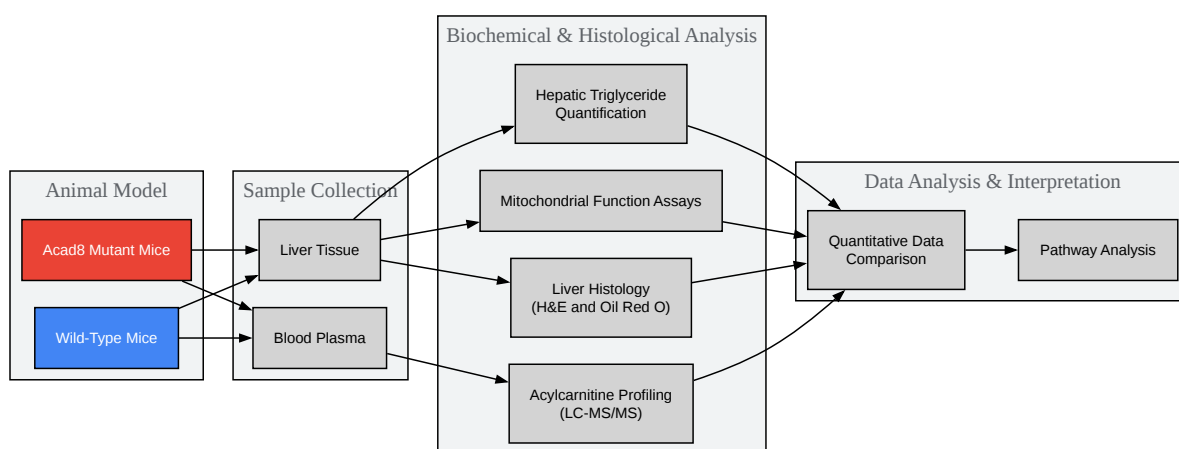 Biochemical & Histological Analysis
Hepatic Triglyceride
Quantification
Animal Model
Sample Collection
Data Analysis & Interpretation
Mitochondrial Function Assays
Acad8 Mutant Mice
Liver Tissue
Quantitative Data
Comparison
Pathway Analysis
Liver Histology
(H&E and Oil Red O)
Wild-Type Mice
Blood Plasma
Acylcarnitine Profiling
(LC-MS/MS)